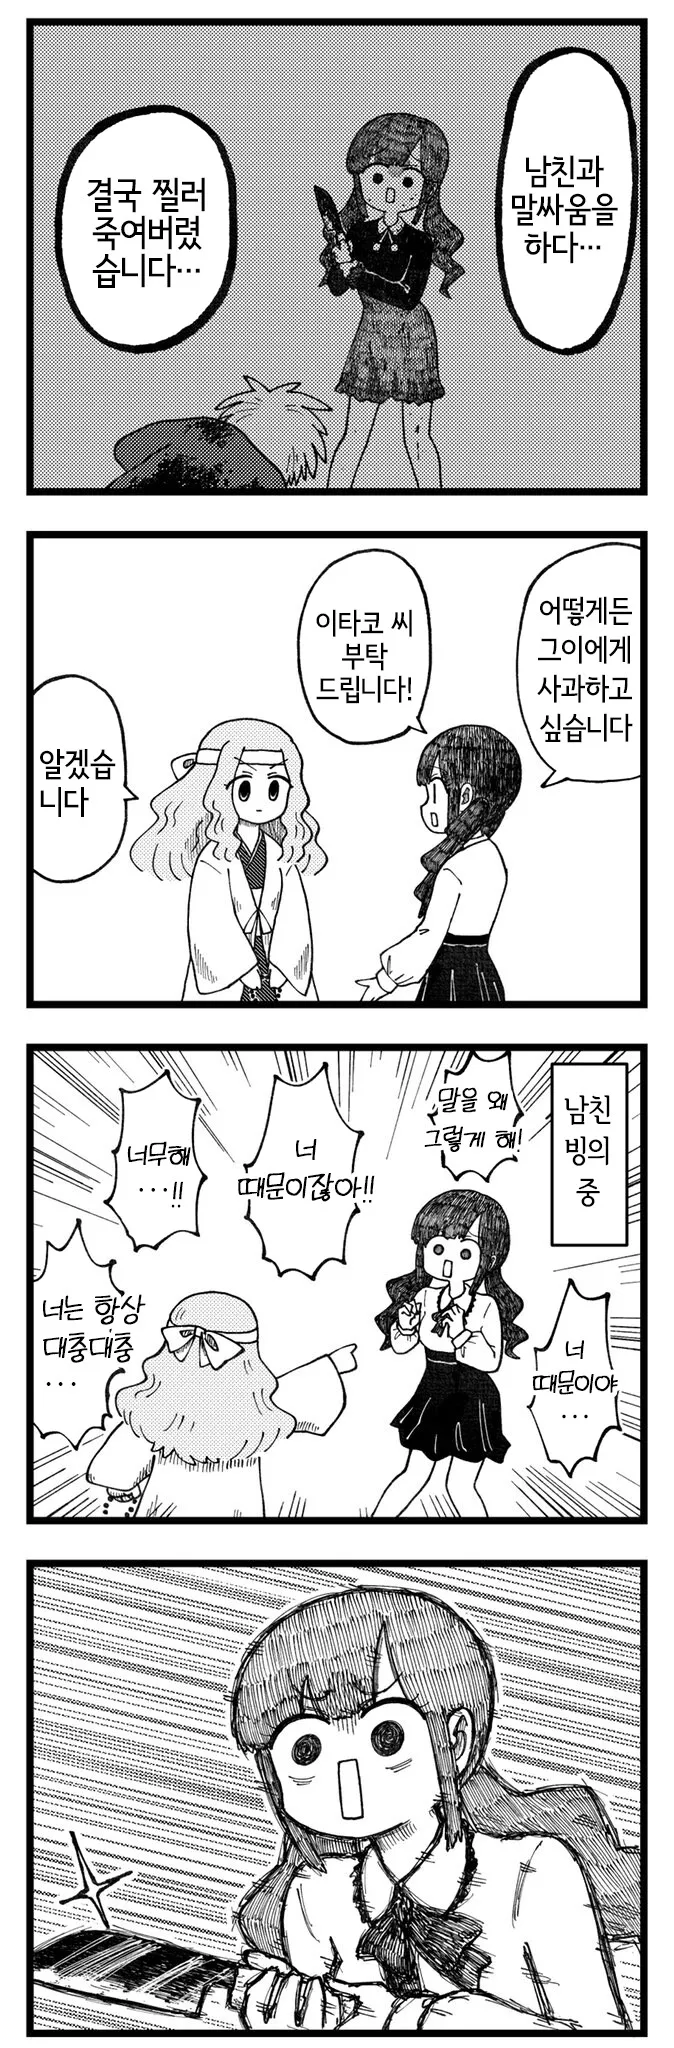 남친과
말싸움을
하다…
결국 찔러
죽여버렸
습니다…
어떻게든
그이에게
사과하고
싶습니다
이타코 씨
부탁
드립니다!
알겠습
니다
남친
빙의
중
말을 왜
그렇게 해!
너
때문이잖아!!
너무해
···!!
너
때문이야
···
너는 항상
대충대충
···